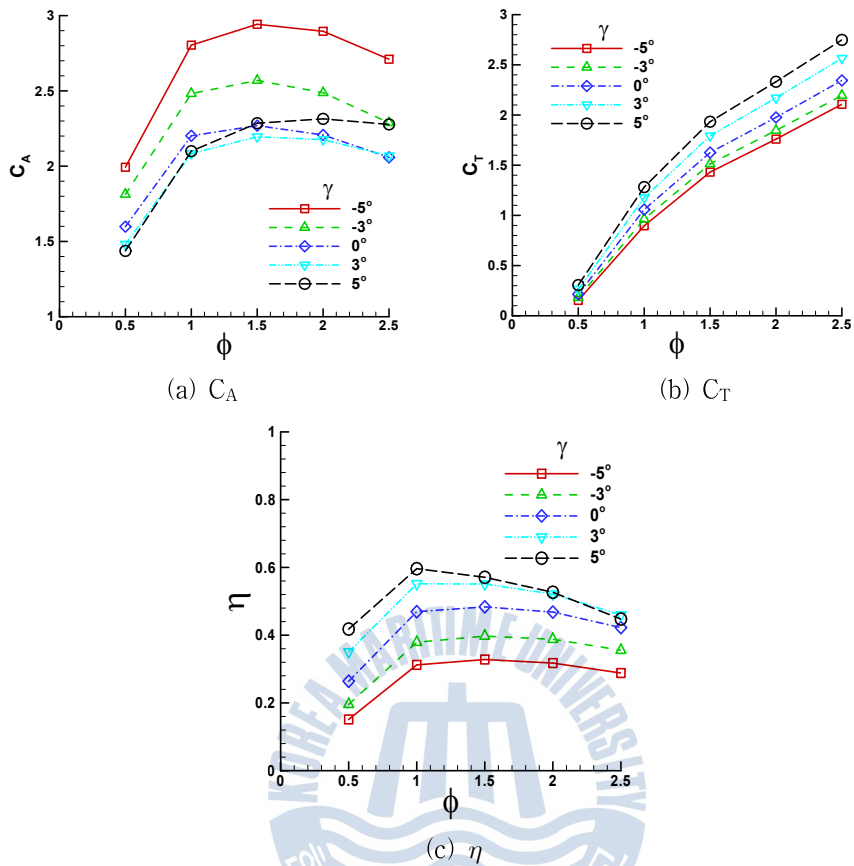 3
2.5
2
1.5
1
C_A
0 0.5 1 1.5 2 2.5
ϕ
γ
-5°
-3°
0°
3°
5°
(a) C_A
3
2.5
2
1.5
1
0.5
0
C_T
0 0.5 1 1.5 2 2.5
ϕ
γ
-5°
-3°
0°
3°
5°
(b) C_T
1
0.8
0.6
0.4
0.2
0
η
0 0.5 1 1.5 2 2.5
ϕ
γ
-5°
-3°
0°
3°
5°
KOREA MARITIME UNIVERSITY
(c) η